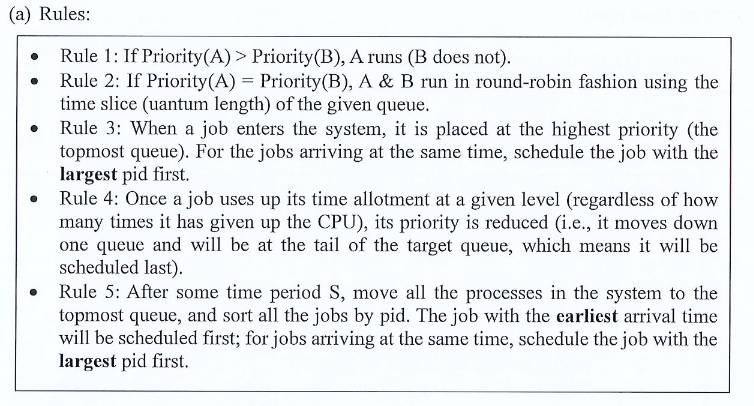 (a) Rules:
• Rule 1: If Priority(A) > Priority(B), A runs (B does not).
• Rule 2: If Priority(A) = Priority(B), A & B run in round-robin fashion using the
time slice (uantum length) of the given queue.
• Rule 3: When a job enters the system, it is placed at the highest priority (the
topmost queue). For the jobs arriving at the same time, schedule the job with the
largest pid first.
• Rule 4: Once a job uses up its time allotment at a given level (regardless of how
many times it has given up the CPU), its priority is reduced (i.e., it moves down
one queue and will be at the tail of the target queue, which means it will be
scheduled last).
• Rule 5: After some time period S, move all the processes in the system to the
topmost queue, and sort all the jobs by pid. The job with the earliest arrival time
will be scheduled first; for jobs arriving at the same time, schedule the job with the
largest pid first.